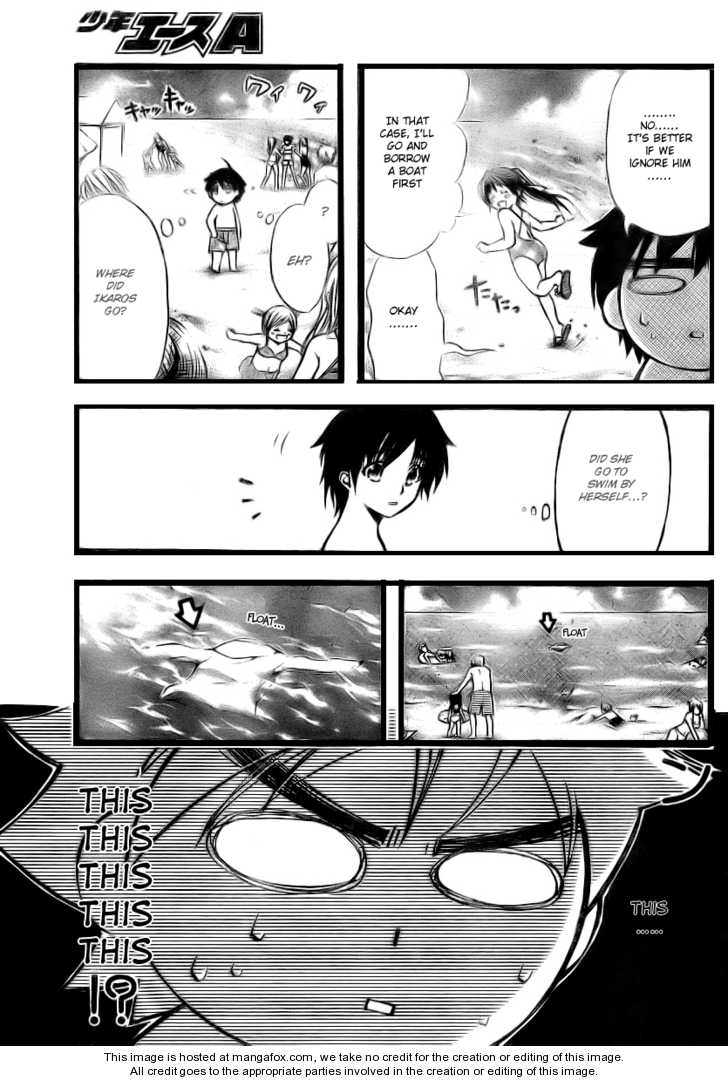 少年エースA
........
NO......
IT'S BETTER
IF WE
IGNORE HIM
......
IN THAT
CASE, I'LL
GO AND
BORROW
A BOAT
FIRST
たたっ
OKAY
.......
ワイ ワイ
キャッキャッ
?
EH?
WHERE
DID
IKAROS
GO?
DID SHE
GO TO
SWIM BY
HERSELF...?
FLOAT
FLOAT...
THIS
......
THIS
THIS
THIS
THIS
THIS
!?
This image is hosted at mangafox.com, we take no credit for the creation or editing of this image.
All credit goes to the appropriate parties involved in the creation or editing of this image.